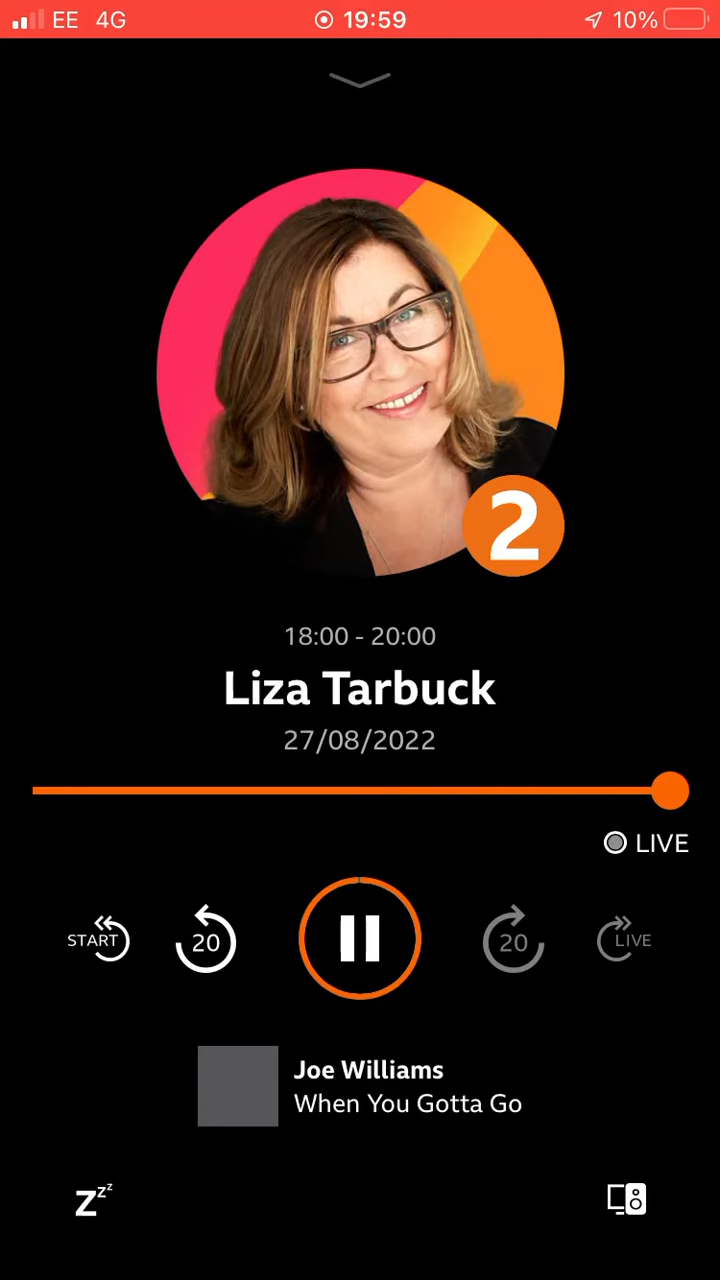 EE 4G 19:59 10%
2
18:00 - 20:00
Liza Tarbuck
27/08/2022
LIVE
START 20 20 LIVE
Joe Williams
When You Gotta Go
Zzz